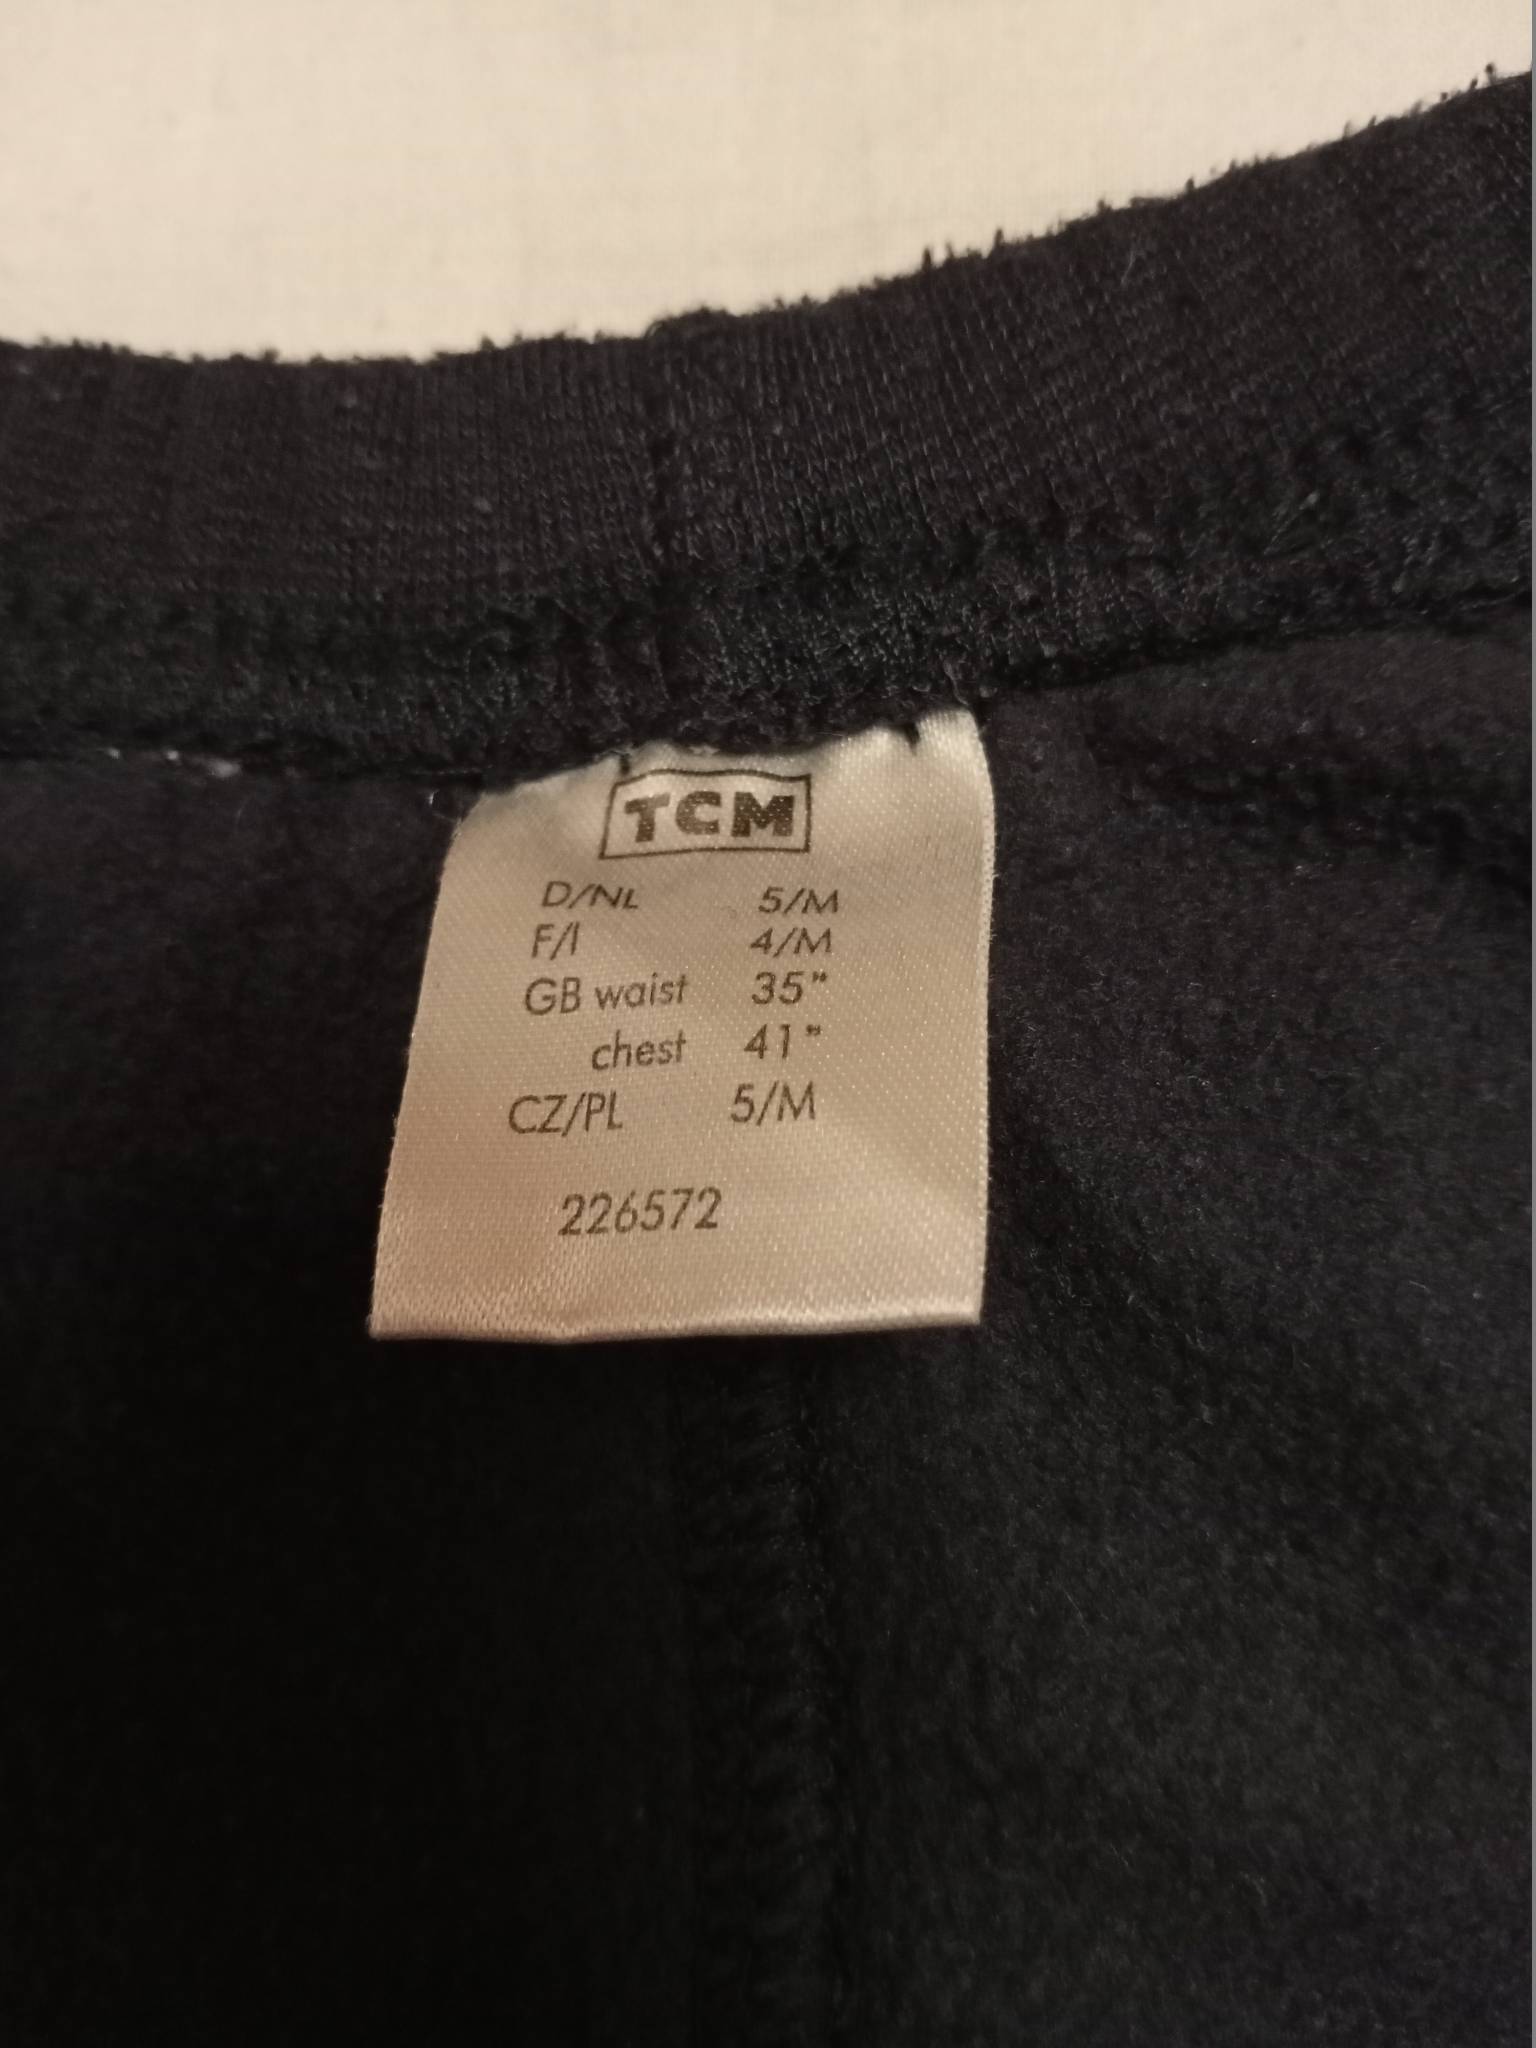 TCM
D/NL 5/M
F/I 4/M
GB waist 35"
chest 41"
CZ/PL 5/M
226572